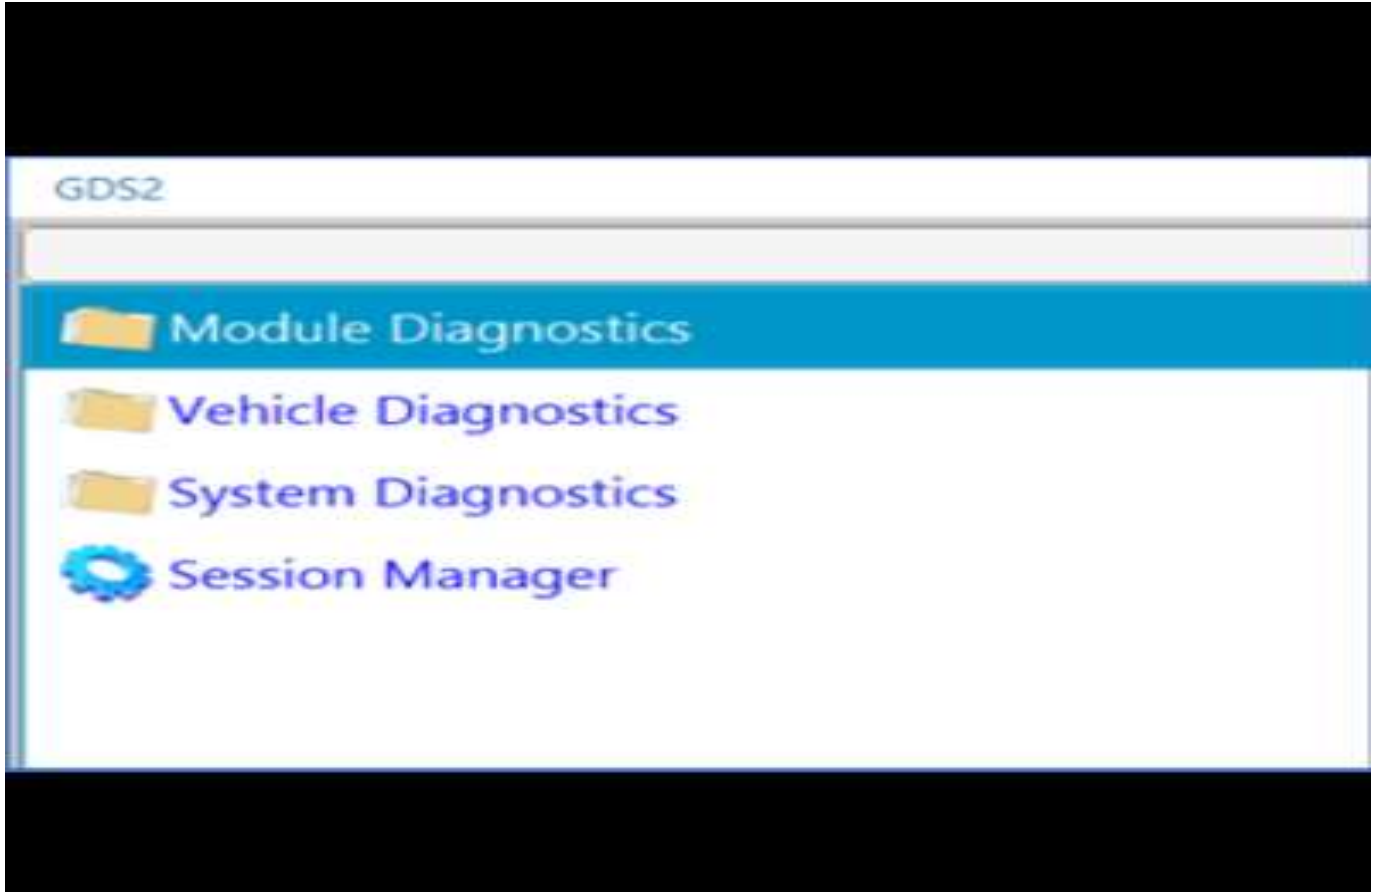 GDS2
Module Diagnostics
Vehicle Diagnostics
System Diagnostics
Session Manager